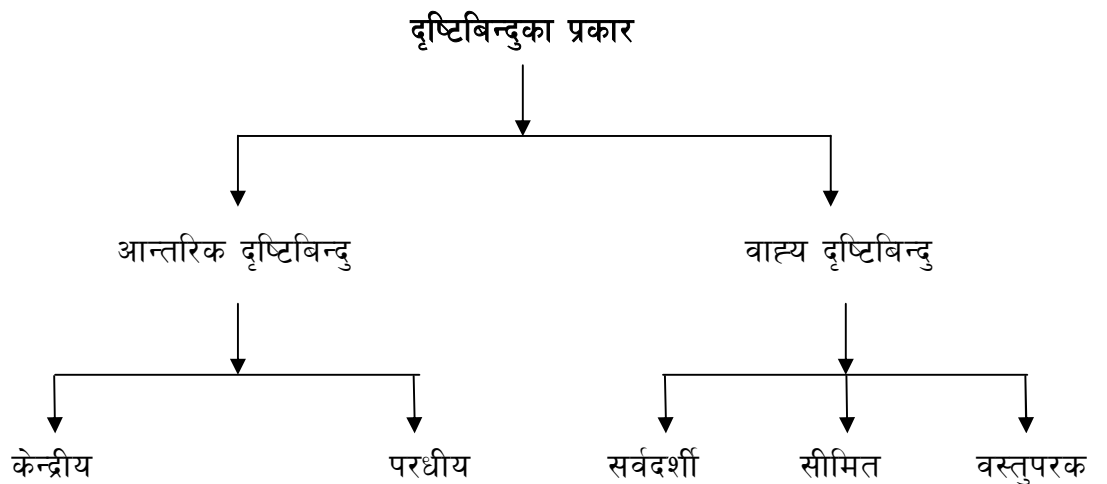 दृष्टिबिन्दुका प्रकार
आन्तरिक दृष्टिबिन्दु वाह्य दृष्टिबिन्दु
केन्द्रीय परधीय सर्वदर्शी सीमित वस्तुपरक